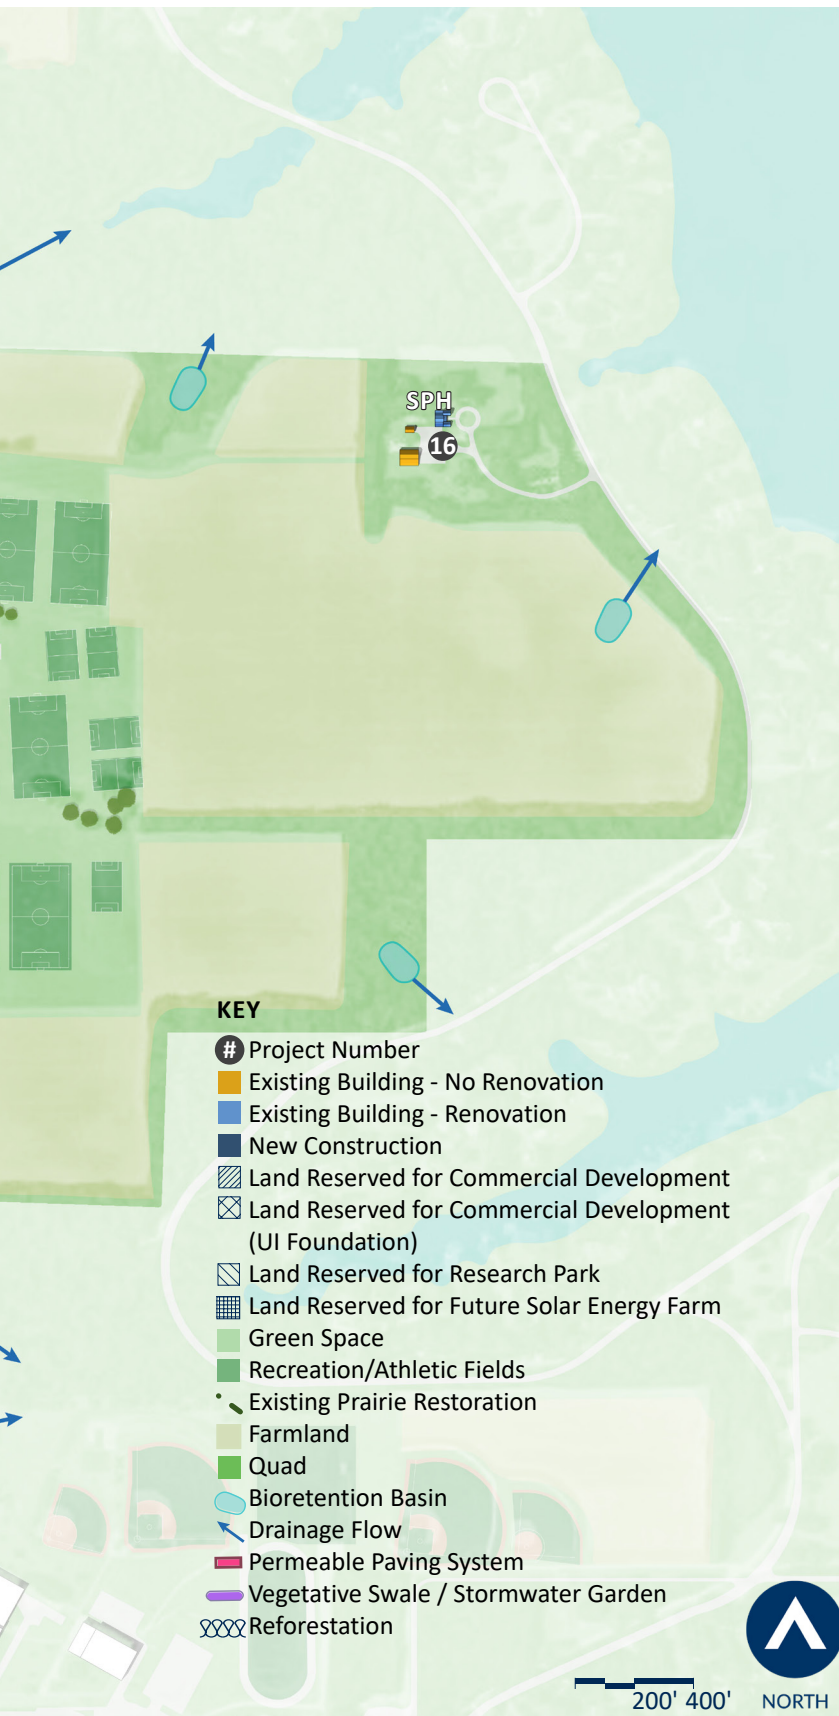 SPH
16
KEY
# Project Number
Existing Building - No Renovation
Existing Building - Renovation
New Construction
Land Reserved for Commercial Development
Land Reserved for Commercial Development
(UI Foundation)
Land Reserved for Research Park
Land Reserved for Future Solar Energy Farm
Green Space
Recreation/Athletic Fields
Existing Prairie Restoration
Farmland
Quad
Bioretention Basin
Drainage Flow
Permeable Paving System
Vegetative Swale / Stormwater Garden
Reforestation
200' 400'
NORTH